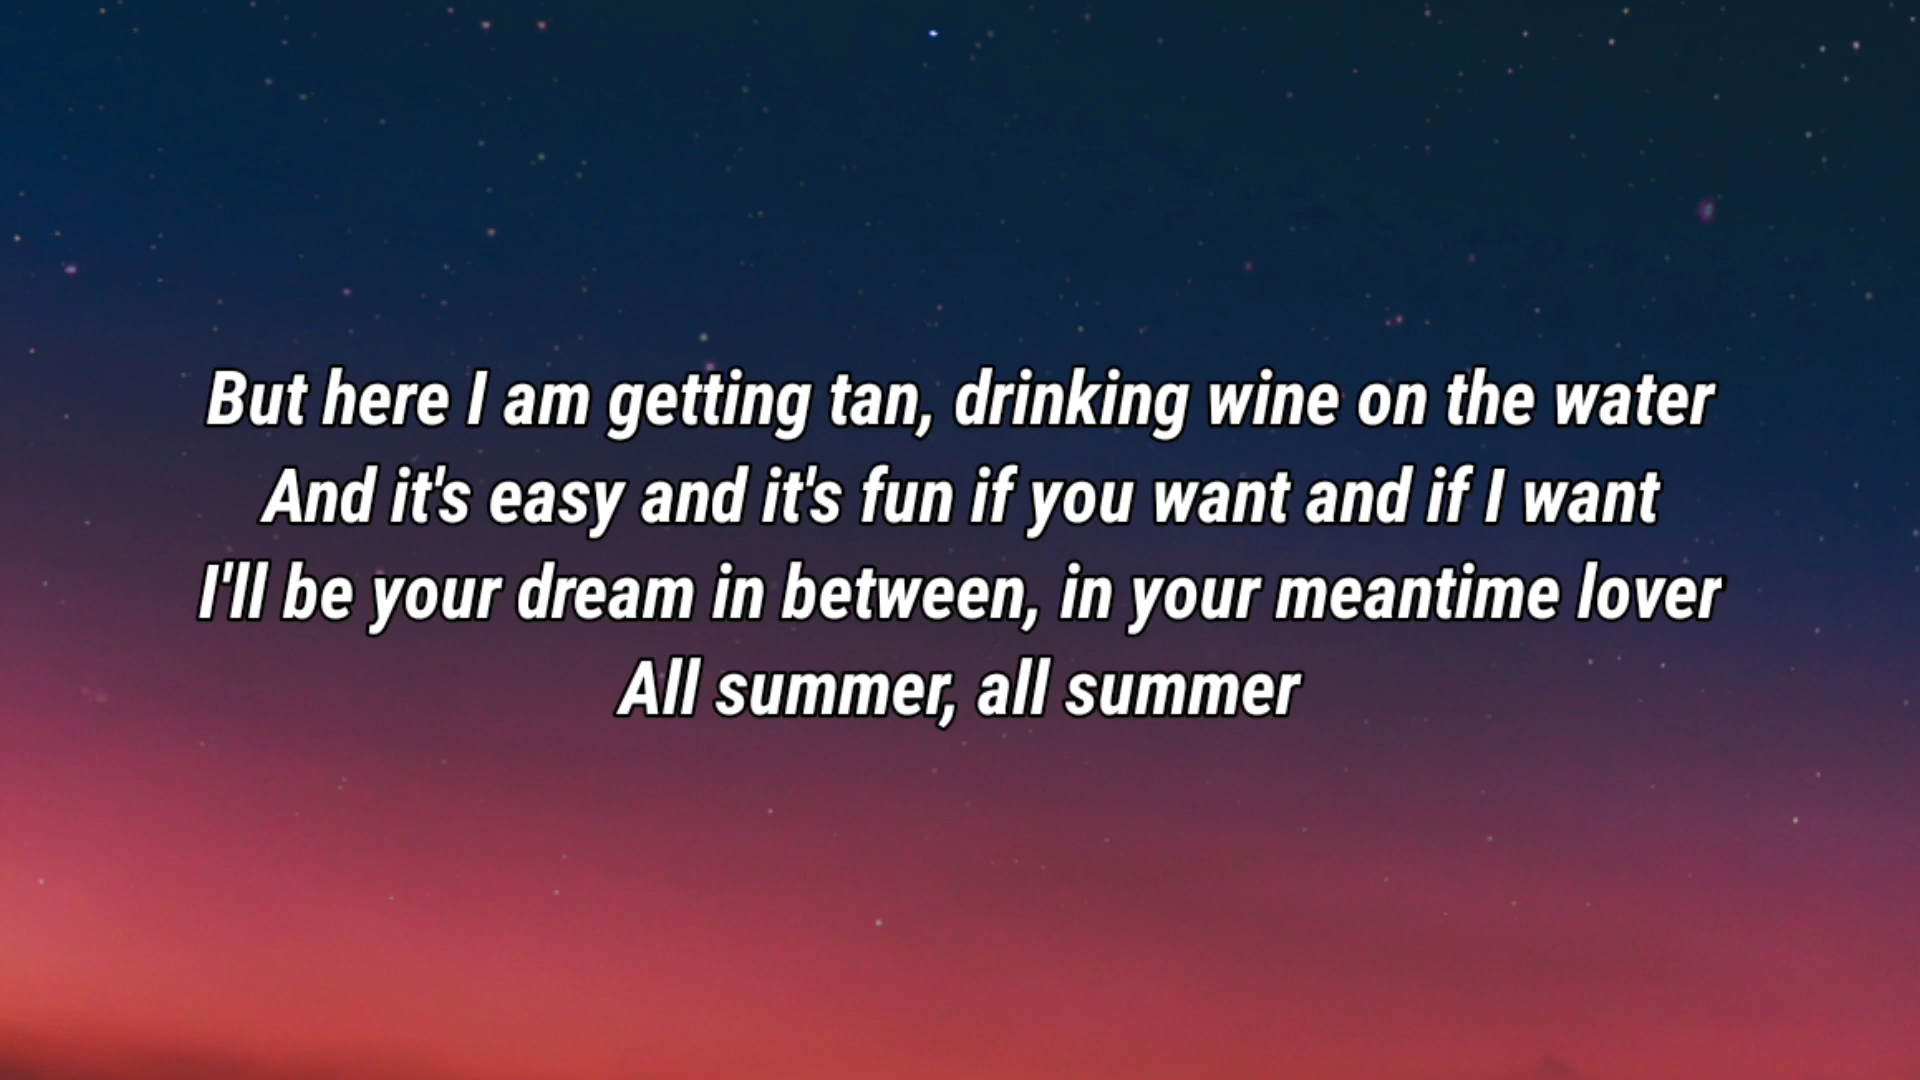 But here I am getting tan, drinking wine on the water
And it's easy and it's fun if you want and if I want
I'll be your dream in between, in your meantime lover
All summer, all summer